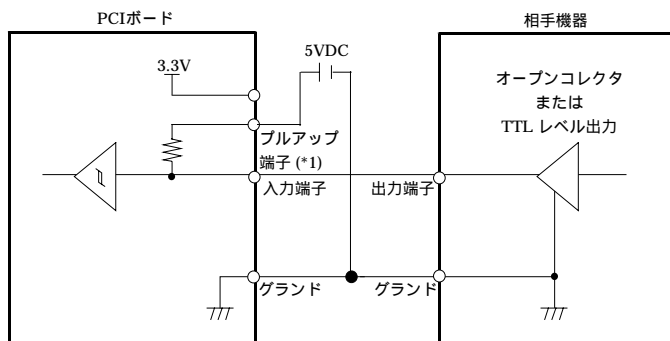 PCIボード
相手機器
5VDC
3.3V
オープンコレクタ
または
TTL レベル出力
プルアップ
端子 (*1)
入力端子
出力端子
グランド
グランド